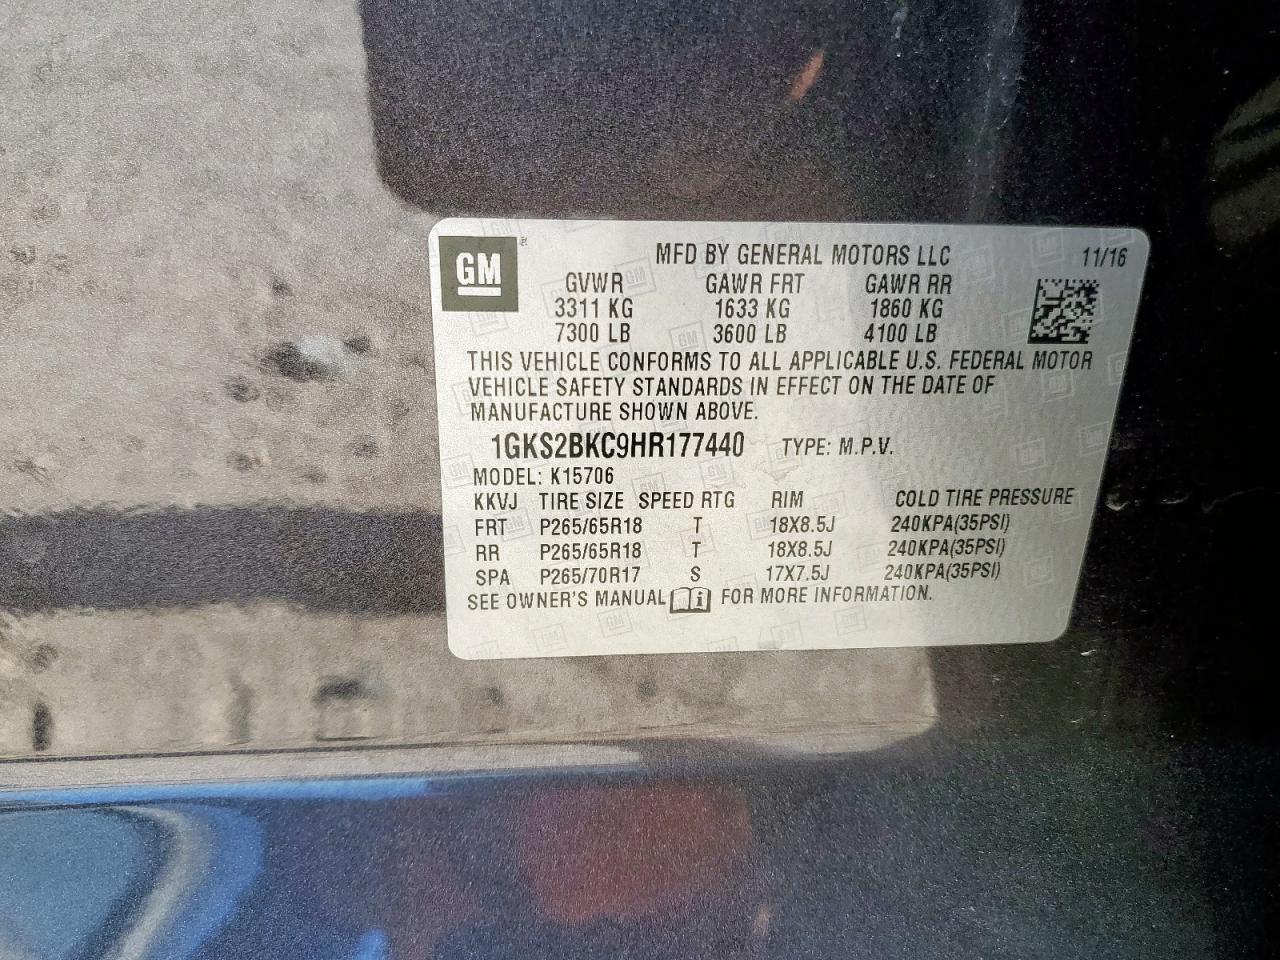 GM
MFD BY GENERAL MOTORS LLC 11/16
GVWR GAWR FRT GAWR RR
3311 KG 1633 KG 1860 KG
7300 LB 3600 LB 4100 LB
THIS VEHICLE CONFORMS TO ALL APPLICABLE U.S. FEDERAL MOTOR
VEHICLE SAFETY STANDARDS IN EFFECT ON THE DATE OF
MANUFACTURE SHOWN ABOVE.
1GKS2BKC9HR177440 TYPE: M.P.V.
MODEL: K15706
KKVJ TIRE SIZE SPEED RTG RIM COLD TIRE PRESSURE
FRT P265/65R18 T 18X8.5J 240KPA(35PSI)
RR P265/65R18 T 18X8.5J 240KPA(35PSI)
SPA P265/70R17 S 17X7.5J 240KPA(35PSI)
SEE OWNER'S MANUAL i FOR MORE INFORMATION.